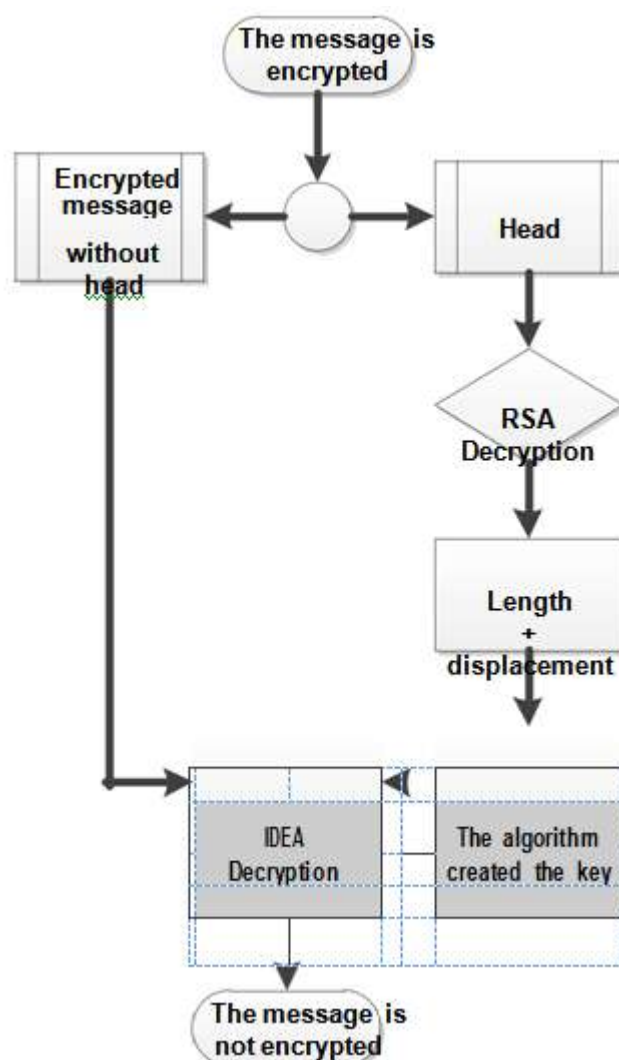 The message is
encrypted
Encrypted
message
without
head
Head
RSA
Decryption
Length
+
displacement
IDEA
Decryption
The algorithm
created the key
The message is
not encrypted